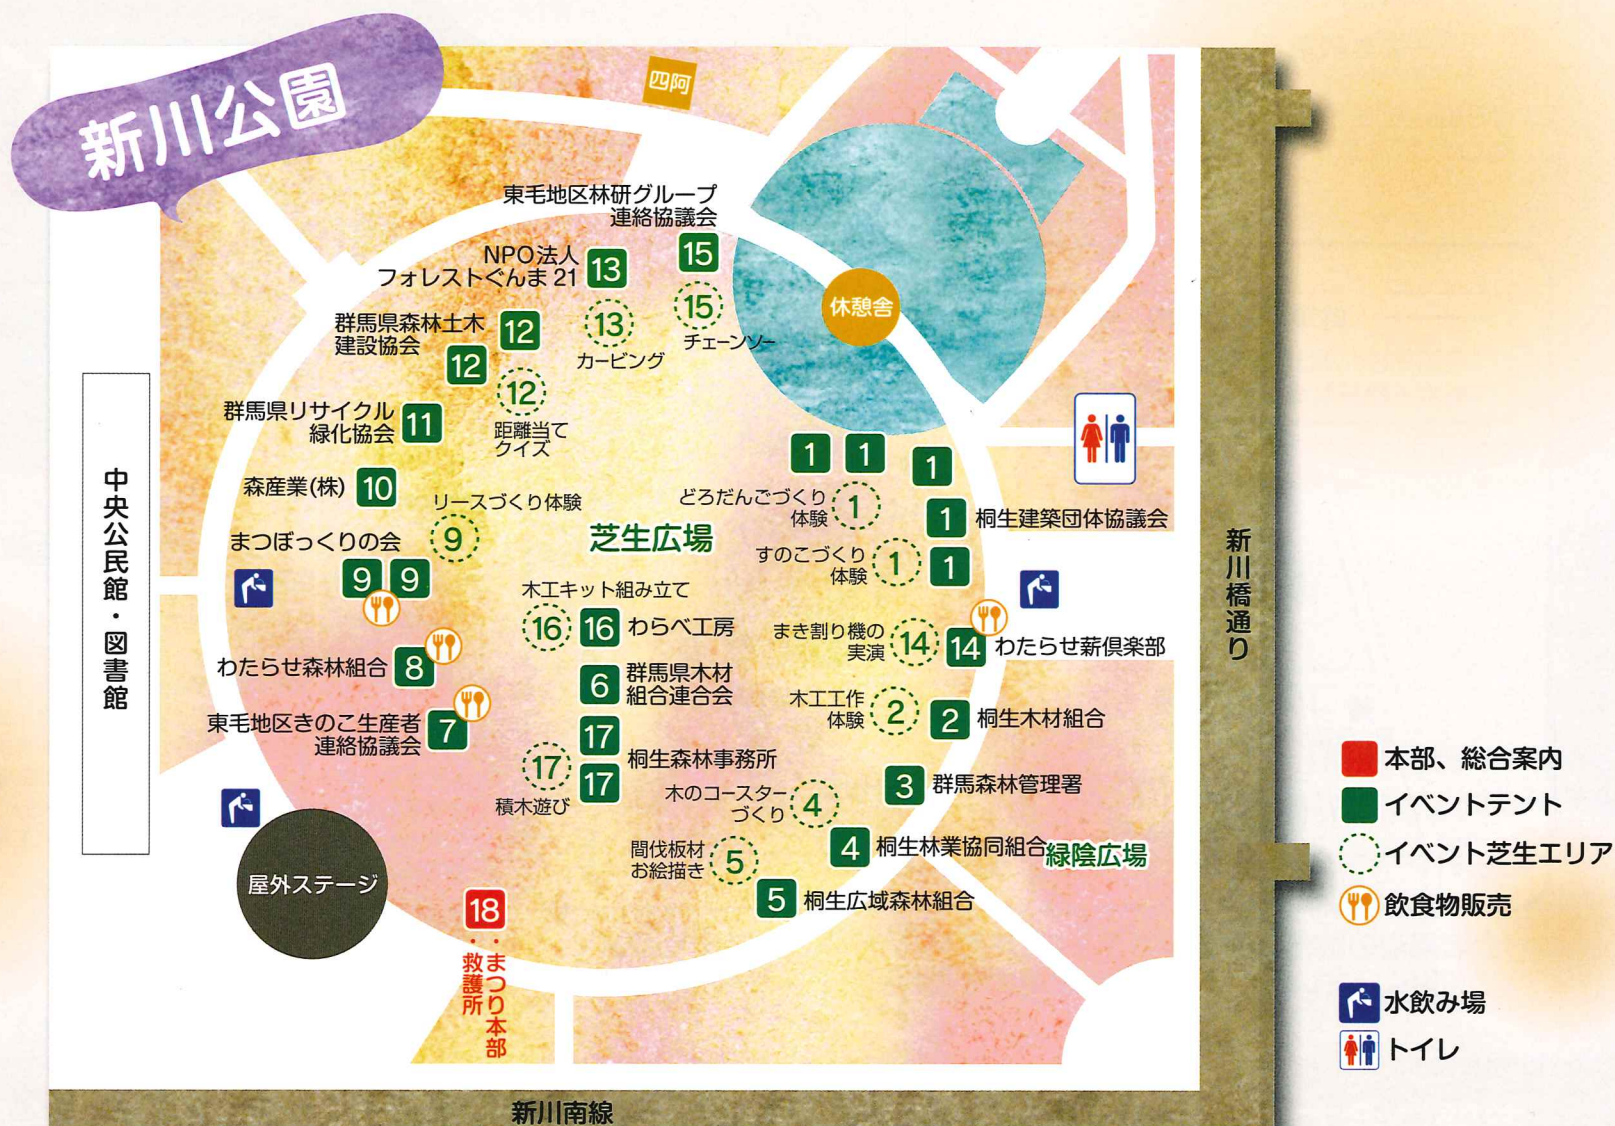 新川公園
四阿
東毛地区林研グループ
連絡協議会
15
NPO法人
フォレストぐんま21
13
15
チェーンソー
13
カービング
休憩舎
群馬県森林土木
建設協会
12
12
12
距離当て
クイズ
群馬県リサイクル
緑化協会
11
森産業(株)
10
リースづくり体験
9
まつぼっくりの会
9
9
芝生広場
1
1
1
どろだんごづくり
体験
1
1
桐生建築団体協議会
すのこづくり
体験
1
1
木工キット組み立て
16
16
わらべ工房
まき割り機の
実演
14
14
わたらせ薪倶楽部
わたらせ森林組合
8
6
群馬県木材
組合連合会
木工工作
体験
2
2
桐生木材組合
東毛地区きのこ生産者
連絡協議会
7
17
17
桐生森林事務所
17
積木遊び
3
群馬森林管理署
木のコースター
づくり
4
4
桐生林業協同組合
緑陰広場
間伐板材
お絵描き
5
5
桐生広域森林組合
屋外ステージ
18
・まつり本部
・救護所
中央公民館・図書館
新川橋通り
新川南線
本部、総合案内
イベントテント
イベント芝生エリア
飲食物販売
水飲み場
トイレ